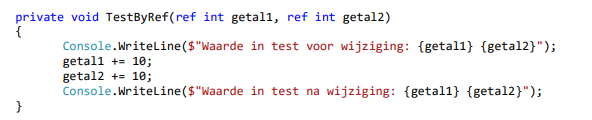 private void TestByRef(ref int getal1, ref int getal2)
{
Console.WriteLine($"Waarde in test voor wijziging: {getal1} {getal2}");
getal1 += 10;
getal2 += 10;
Console.WriteLine($"Waarde in test na wijziging: {getal1} {getal2}");
}